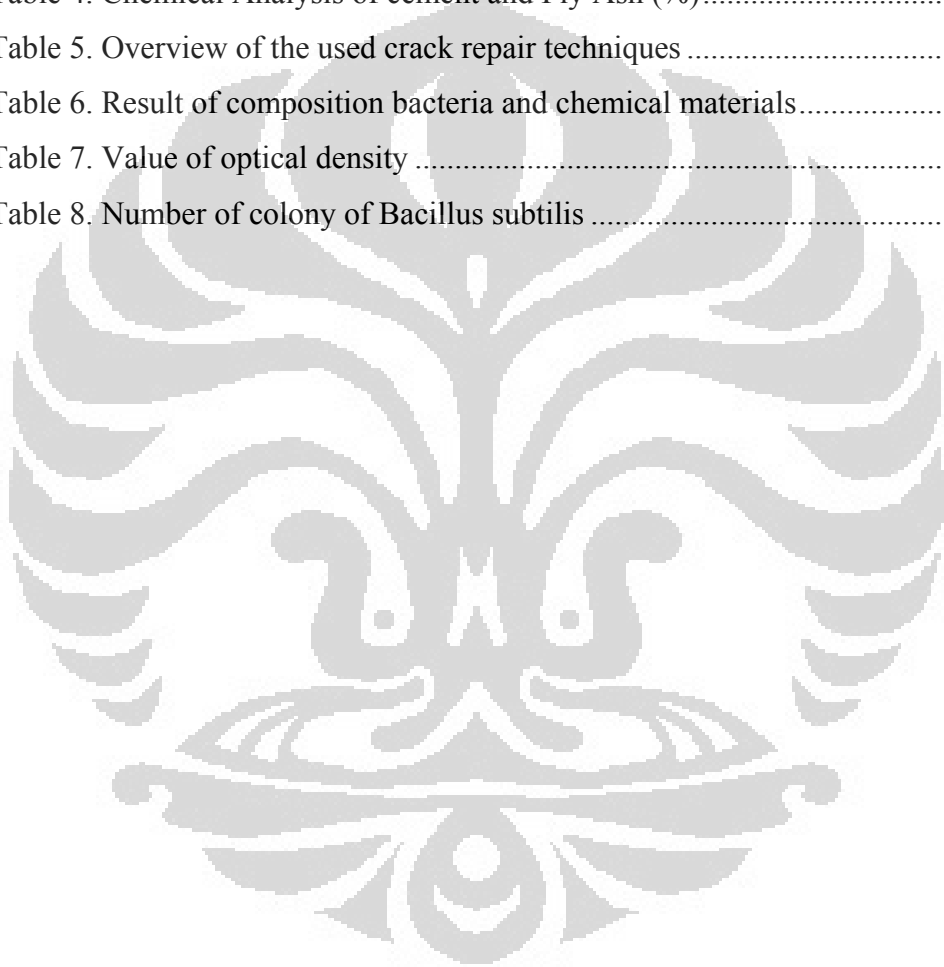 Table 4. Chemical Analysis of cement and Fly Ash (%)..............................
Table 5. Overview of the used crack repair techniques ................................
Table 6. Result of composition bacteria and chemical materials..................
Table 7. Value of optical density ...................................................................
Table 8. Number of colony of Bacillus subtilis .............................................